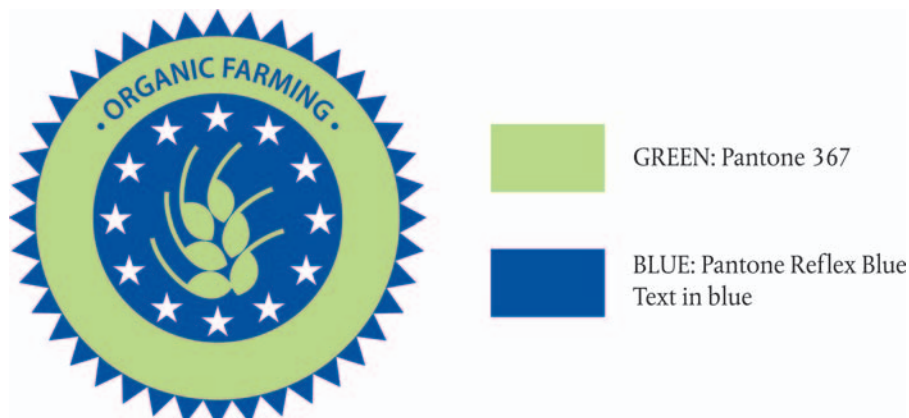 • ORGANIC FARMING •
GREEN: Pantone 367
BLUE: Pantone Reflex Blue
Text in blue